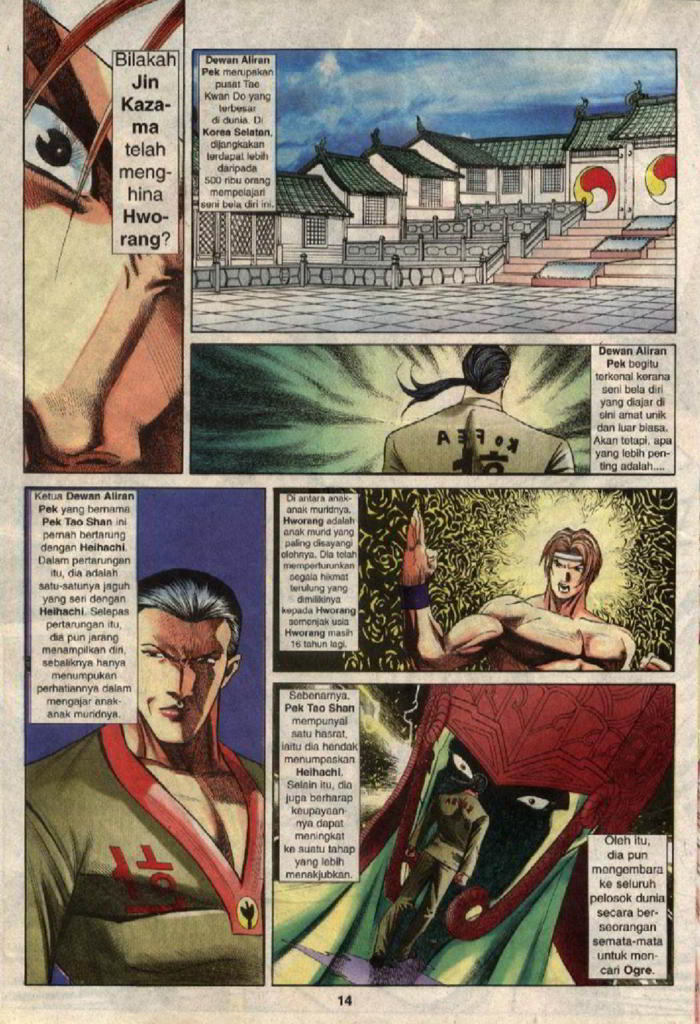 Bilakah
Jin
Kaza-
ma
telah
meng-
hina
Hwo-
rang?
Dewan Aliran
Pek merupakan
pusat Tae
Kwan Do yang
terbesar
di dunia. Di
Korea Selatan,
dijangkakan
terdapat lebih
daripada
500 ribu orang
mempelajari
seni bela diri ini.
Dewan Aliran
Pek begitu
terkenal kerana
seni bela diri
yang diajar di
sini amat unik
dan luar biasa.
Akan tetapi, apa
yang lebih pen-
ting adalah....
Ketua Dewan Aliran
Pek yang bernama
Pek Tao Shan ini
pernah bertarung
dengan Heihachi.
Dalam pertarungan
itu, dia adalah
satu-satunya jaguh
yang seri dengan
Heihachi. Selepas
pertarungan itu,
dia pun jarang
menampilkan diri,
sebaliknya hanya
menumpukan
perhatiannya dalam
mengajar anak-
anak muridnya.
Di antara anak-
anak muridnya,
Hworang adalah
anak murid yang
paling disayangi
olehnya. Dia telah
memperturunkan
segala hikmat
terulung yang
dimilikinya
kepada Hworang
semenjak usia
Hworang masih
16 tahun lagi.
Sebenarnya,
Pek Tao Shan
mempunyai
satu hasrat,
iaitu dia hendak
menumpaskan
Heihachi.
Selain itu, dia
juga berharap
keupayaan-
nya dapat
meningkat
ke suatu tahap
yang lebih
menakjubkan.
Oleh itu,
dia pun
mengembara
ke seluruh
pelosok dunia
secara ber-
seorangan
semata-mata
untuk men-
cari Ogre.
14